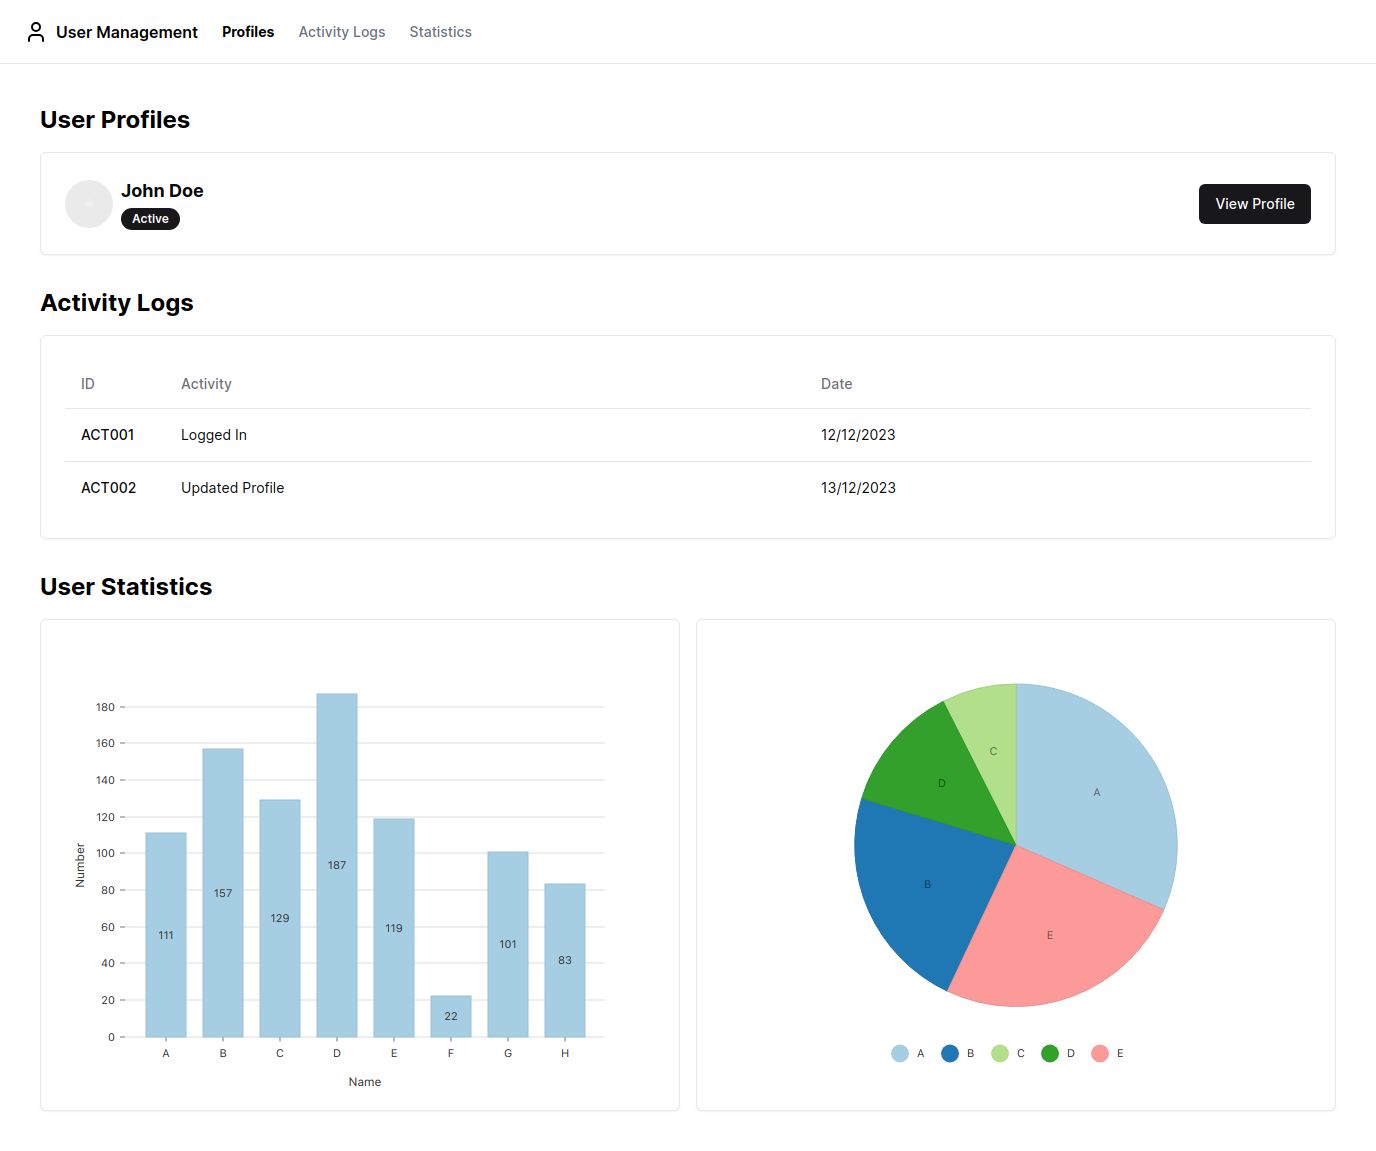 User Management Profiles Activity Logs Statistics
User Profiles
John Doe
Active
View Profile
Activity Logs
ID Activity Date
ACT001 Logged In 12/12/2023
ACT002 Updated Profile 13/12/2023
User Statistics
180
160
140
120
100
80
60
40
20
0
Number
111
157
129
187
119
22
101
83
A B C D E F G H
Name
C
A
D
B
E
A B C D E